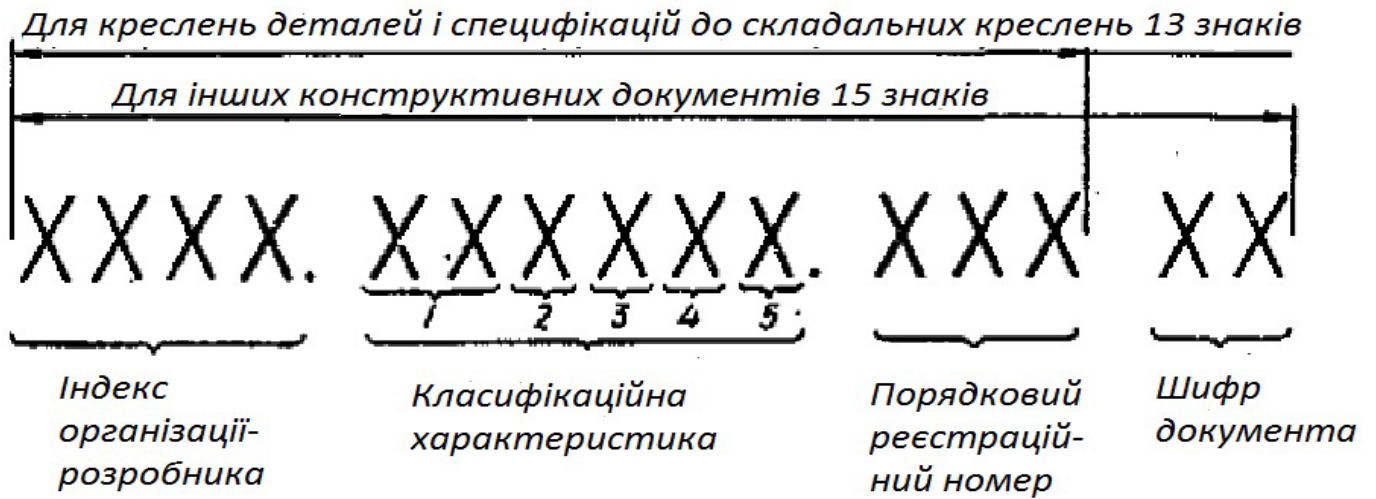 Для креслень деталей і специфікацій до складальних креслень 13 знаків
Для інших конструктивних документів 15 знаків
XXXX. XXXXXX. XXX XX
1 2 3 4 5
Індекс
організації-
розробника
Класифікаційна
характеристика
Порядковий
реєстрацій-
ний номер
Шифр
документа